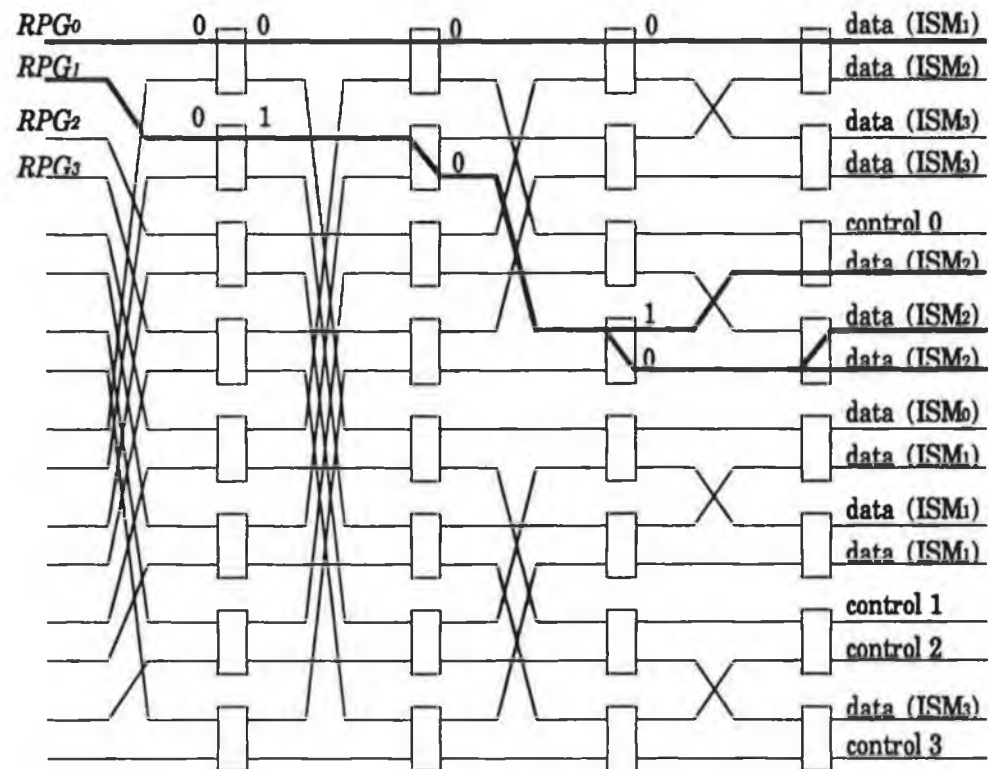 RPG0 0 0 0 0 data (ISM1)
RPG1 data (ISM2)
RPG2 0 1 data (ISM3)
RPG3 0 data (ISM3)
control 0
data (ISM2)
1 data (ISM2)
0 data (ISM2)
data (ISM0)
data (ISM1)
data (ISM1)
data (ISM1)
control 1
control 2
data (ISM3)
control 3